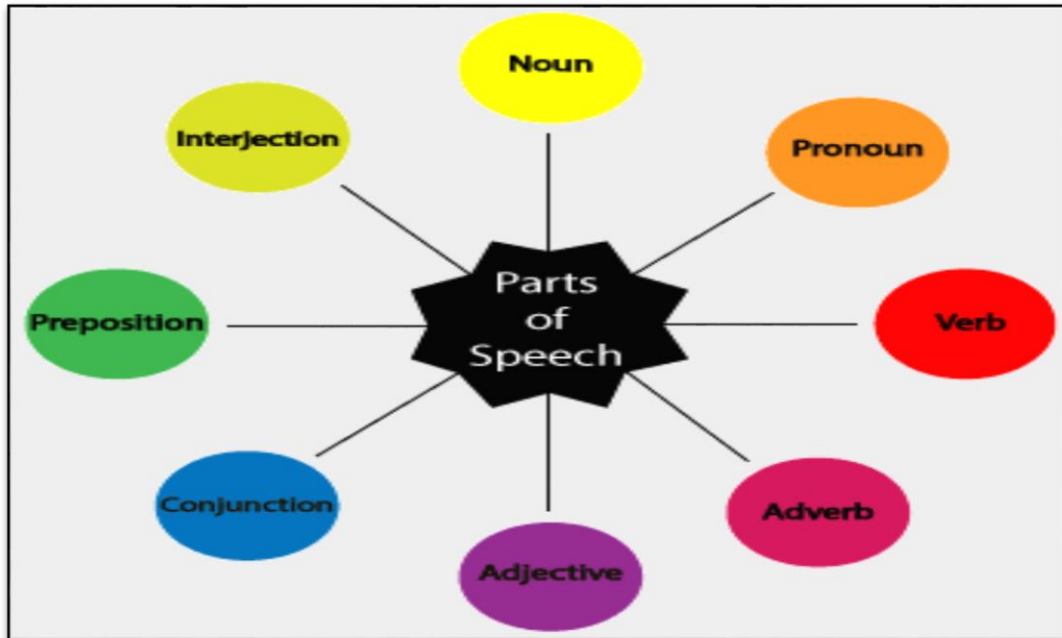 Noun
Interjection
Pronoun
Parts
of
Speech
Preposition
Verb
Conjunction
Adverb
Adjective